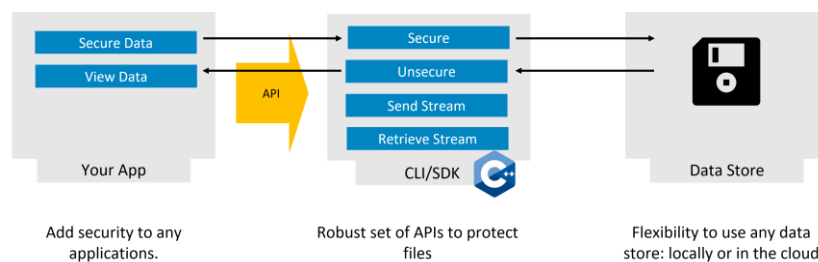 Secure Data
View Data
Your App
API
Secure
Unsecure
Send Stream
Retrieve Stream
CLI/SDK
C++
Data Store
Add security to any
applications.
Robust set of APIs to protect
files
Flexibility to use any data
store: locally or in the cloud